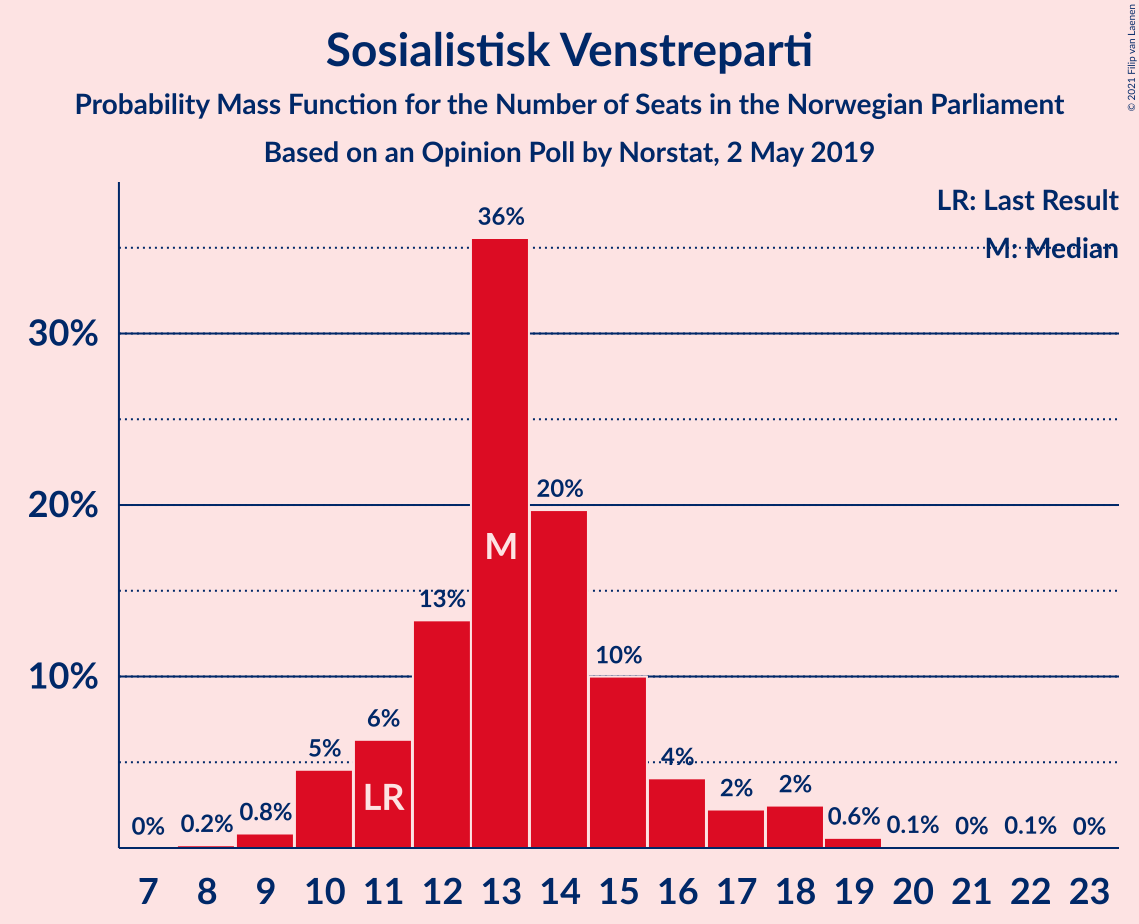 Sosialistisk Venstreparti
Probability Mass Function for the Number of Seats in the Norwegian Parliament
Based on an Opinion Poll by Norstat, 2 May 2019
© 2021 Filip van Laenen
LR: Last Result
M: Median
36%
30%
20%
20%
M
13%
10%
10%
6%
5%
4%
2%
2%
LR
0%
0.2%
0.8%
0.6%
0.1%
0%
0.1%
0%
7 8 9 10 11 12 13 14 15 16 17 18 19 20 21 22 23